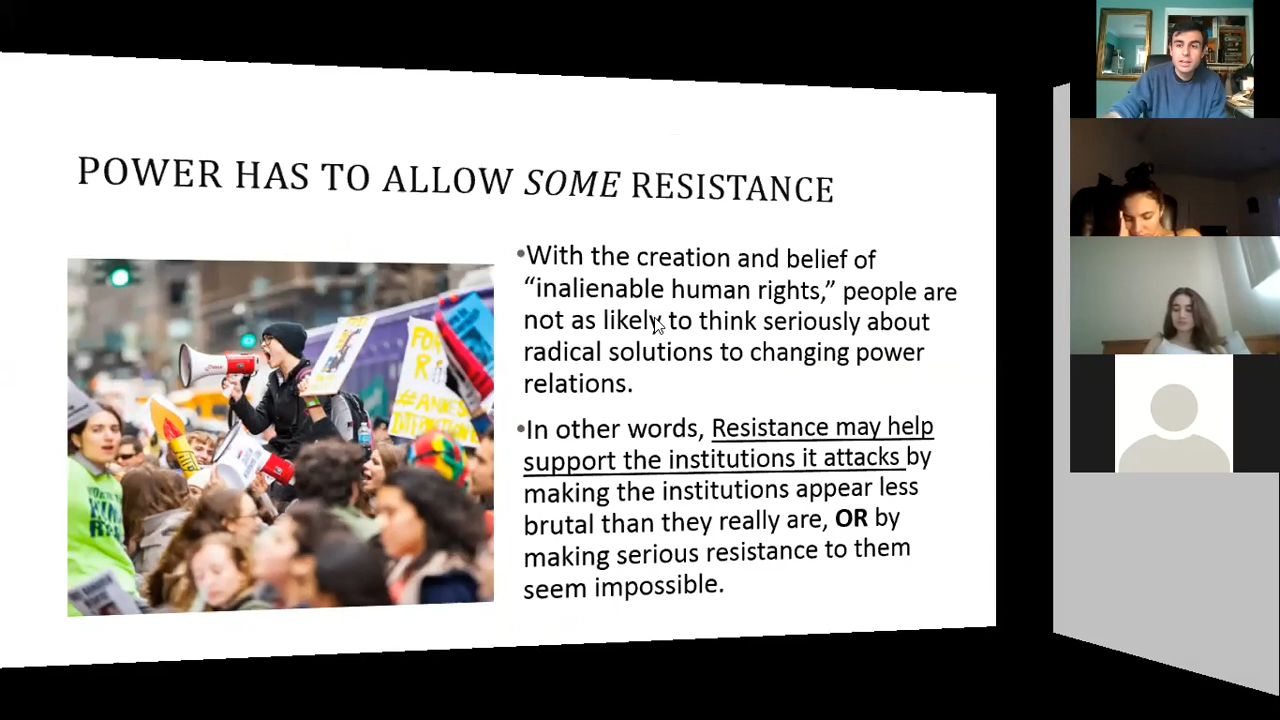 POWER HAS TO ALLOW SOME RESISTANCE
•With the creation and belief of
“inalienable human rights,” people are
not as likely to think seriously about
radical solutions to changing power
relations.
•In other words, Resistance may help
support the institutions it attacks by
making the institutions appear less
brutal than they really are, OR by
making serious resistance to them
seem impossible.